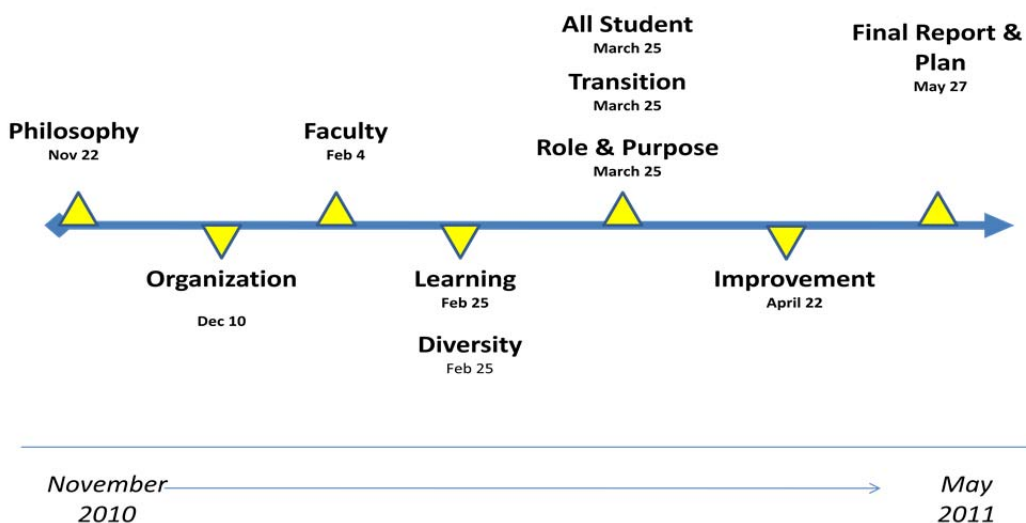 All Student
March 25
Transition
March 25
Role & Purpose
March 25
Final Report &
Plan
May 27
Philosophy
Nov 22
Faculty
Feb 4
Organization
Dec 10
Learning
Feb 25
Diversity
Feb 25
Improvement
April 22
November
2010
May
2011